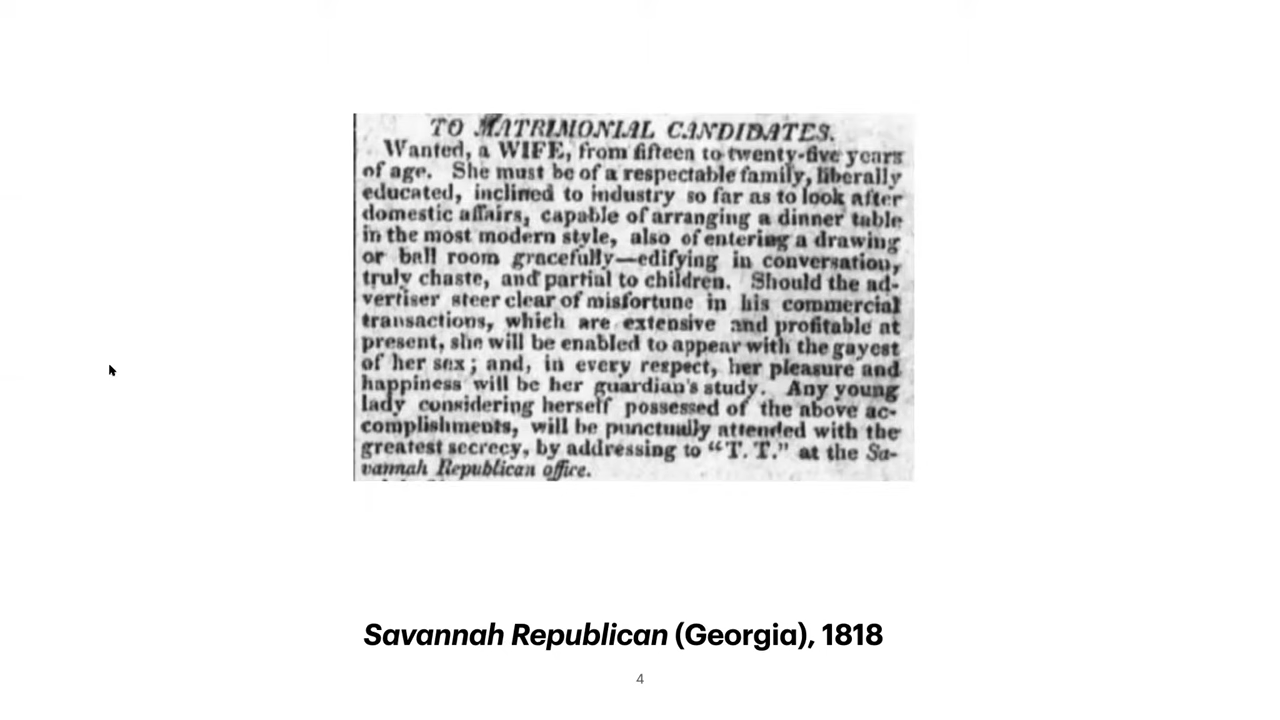 TO MATRIMONIAL CANDIDATES.
Wanted, a WIFE, from fifteen to twenty-five years
of age. She must be of a respectable family, liberally
educated, inclined to industry so far as to look after
domestic affairs, capable of arranging a dinner table
in the most modern style, also of entering a drawing
or ball room gracefully—edifying in conversation,
truly chaste, and partial to children. Should the ad-
vertiser steer clear of misfortune in his commercial
transactions, which are extensive and profitable at
present, she will be enabled to appear with the gayest
of her sex; and, in every respect, her pleasure and
happiness will be her guardian's study. Any young
lady considering herself possessed of the above ac-
complishments, will be punctually attended with the
greatest secrecy, by addressing to "T. T." at the Sa-
vannah Republican office.
Savannah Republican (Georgia), 1818
4